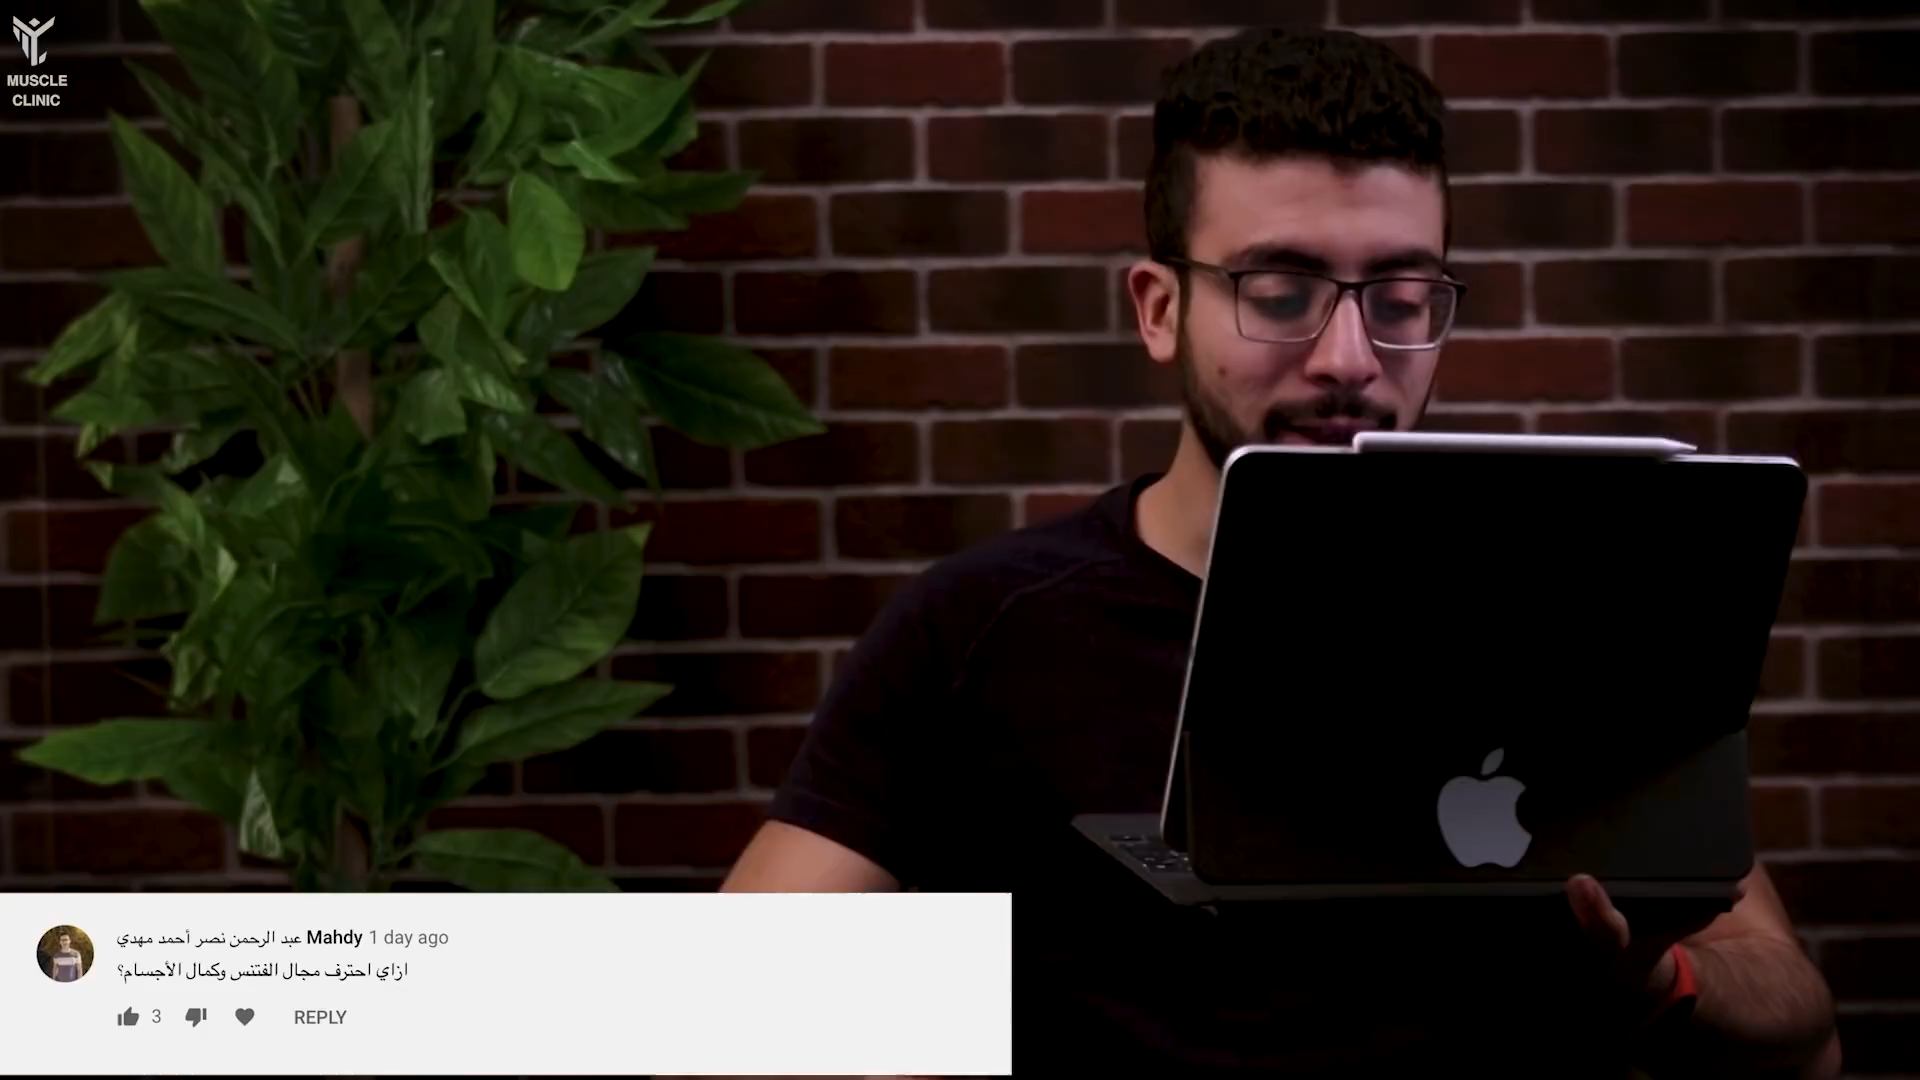 MUSCLE
CLINIC
عبد الرحمن نصر أحمد مهدي Mahdy 1 day ago
ازاي احترف مجال الفتنس وكمال الأجسام؟
3 REPLY